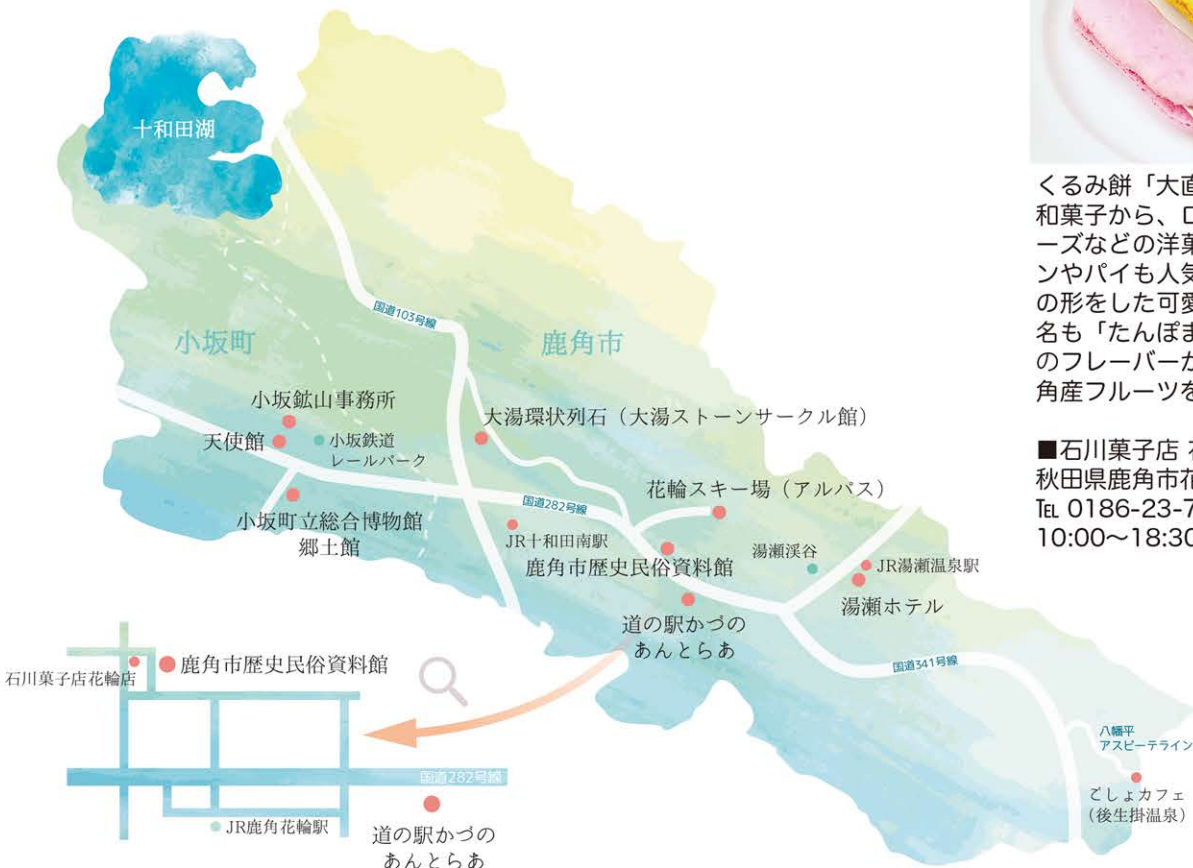 十和田湖
国道103号線
小坂町
鹿角市
小坂鉱山事務所
天使館
小坂鉄道
レールパーク
大湯環状列石（大湯ストーンサークル館）
花輪スキー場（アルパス）
国道282号線
小坂町立総合博物館
郷土館
JR十和田南駅
鹿角市歴史民俗資料館
湯瀬渓谷
JR湯瀬温泉駅
湯瀬ホテル
道の駅かづの
あんとらあ
国道341号線
八幡平
アスピーテライン
ごしょカフェ
（後生掛温泉）
石川菓子店花輪店
鹿角市歴史民俗資料館
国道282号線
JR鹿角花輪駅
道の駅かづの
あんとらあ
くるみ餅「大直
和菓子から、ロ
ーズなどの洋菓
ンやパイも人気
の形をした可愛
名も「たんぽま
のフレーバーが
角産フルーツを
■石川菓子店
秋田県鹿角市花
℡ 0186-23-7
10:00～18:30